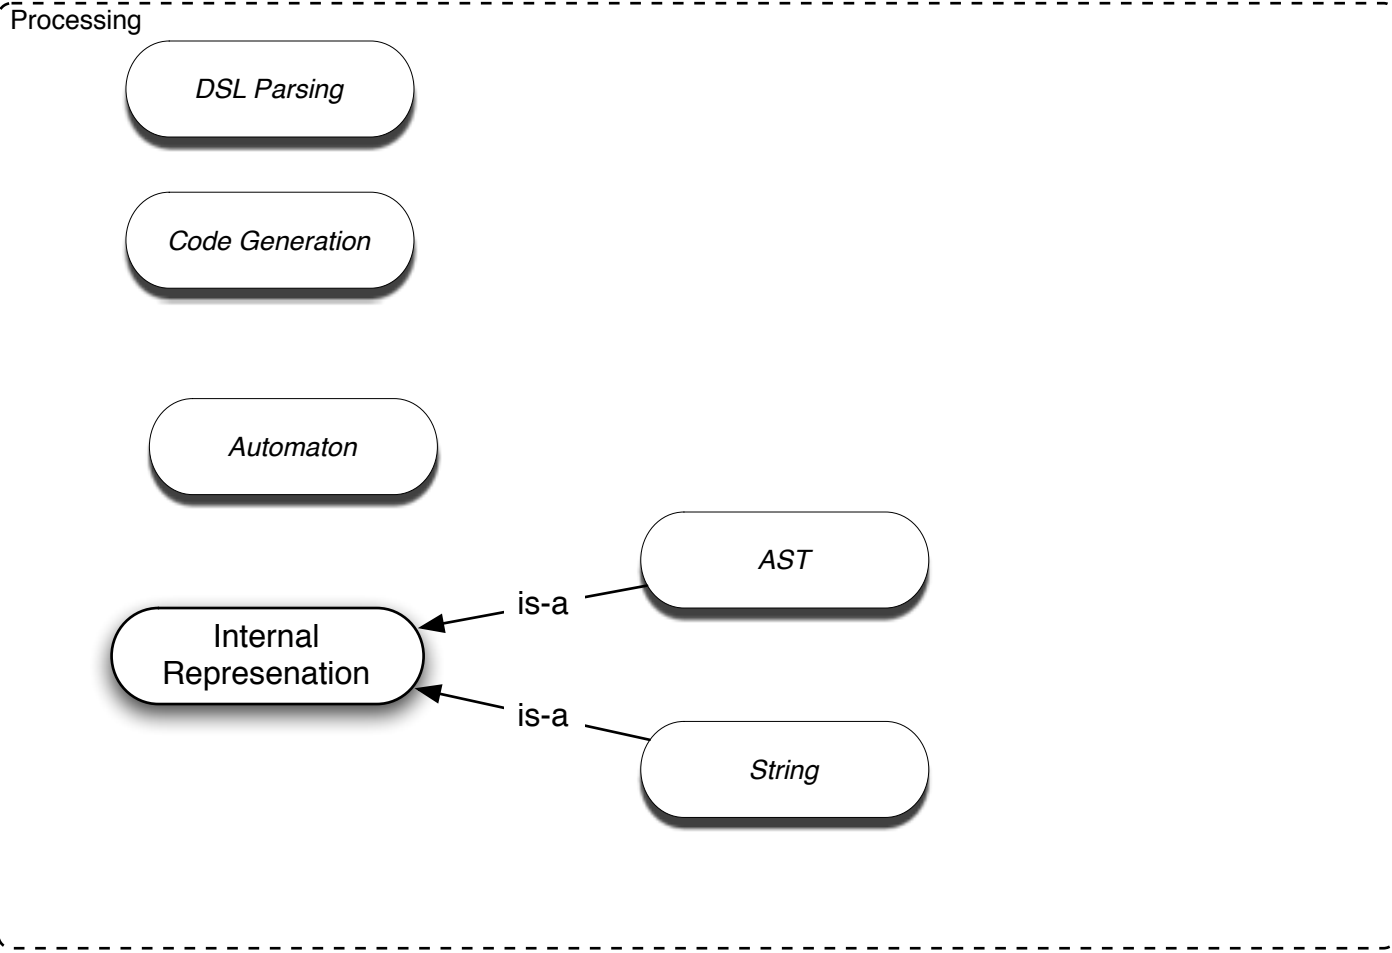 Processing
DSL Parsing
Code Generation
Automaton
AST
is-a
Internal
Represenation
is-a
String